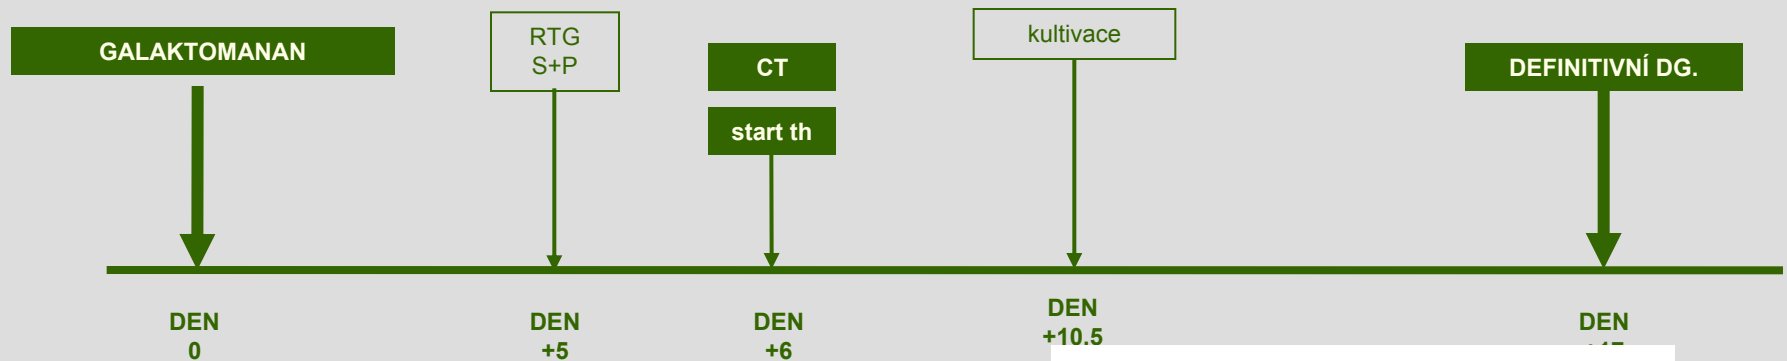 GALAKTOMANAN
RTG
S+P
CT
start th
kultivace
DEFINITIVNÍ DG.
DEN
0
DEN
+5
DEN
+6
DEN
+10.5
DEN